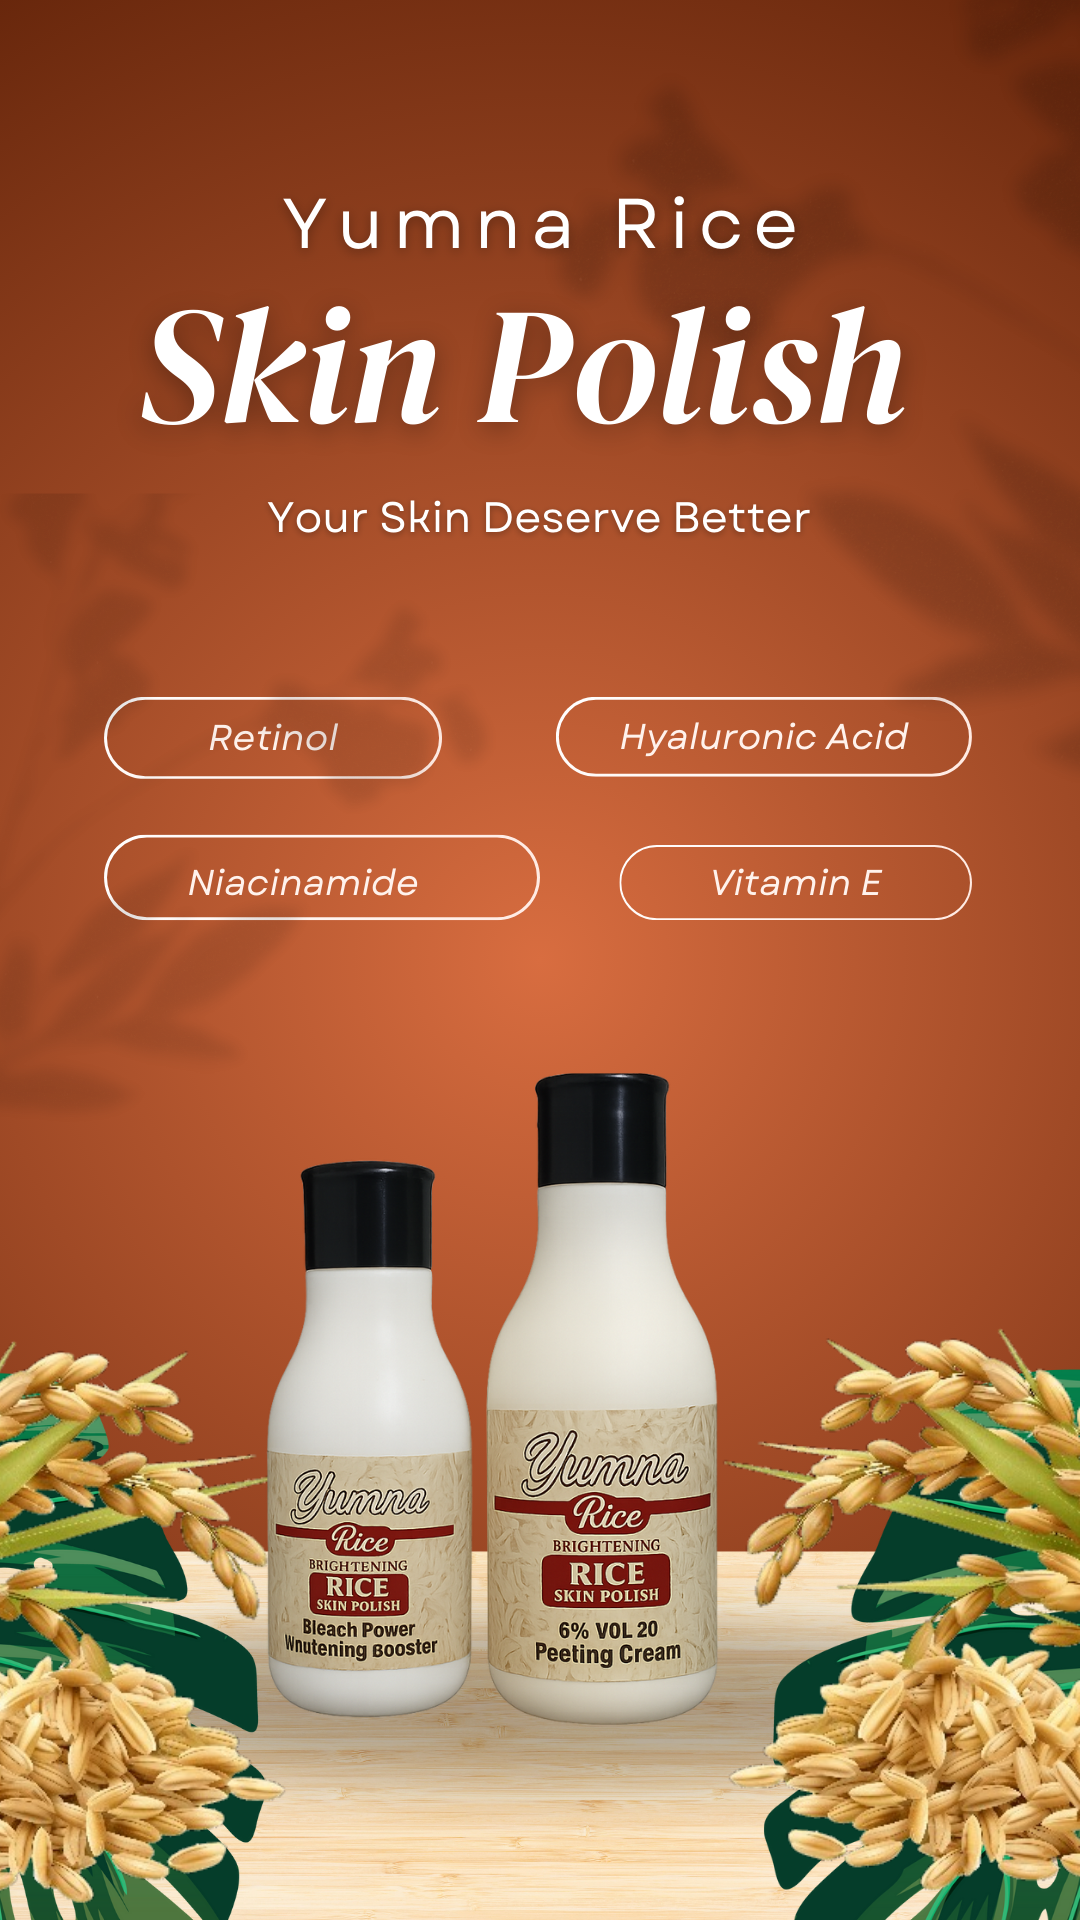 Yumna Rice
Skin Polish
Your Skin Deserve Better
Retinol
Hyaluronic Acid
Niacinamide
Vitamin E
Yumna
Rice
BRIGHTENING
RICE
SKIN POLISH
Bleach Power
Wnutening Booster
Yumna
Rice
BRIGHTENING
RICE
SKIN POLISH
6% VOL 20
Peeting Cream